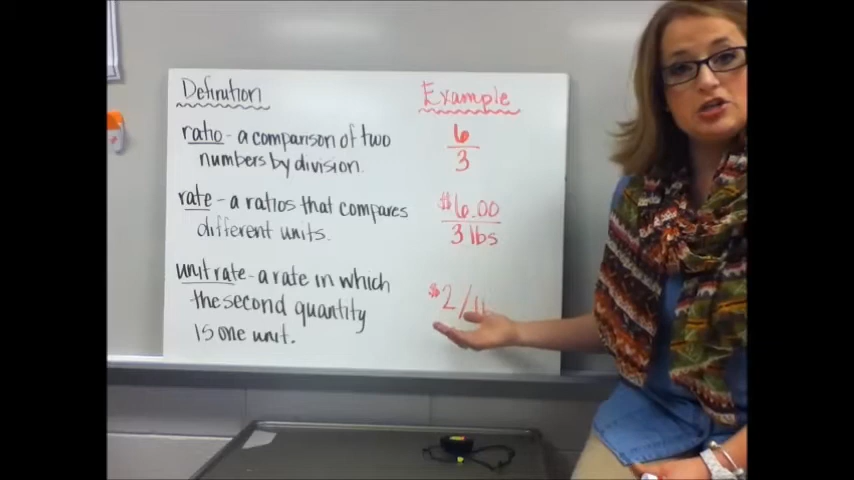 Definition
Example
ratio - a comparison of two
numbers by division.
6
3
rate - a ratios that compares
different units.
$6.00
3 lbs
unit rate - a rate in which
the second quantity
is one unit.
$2/